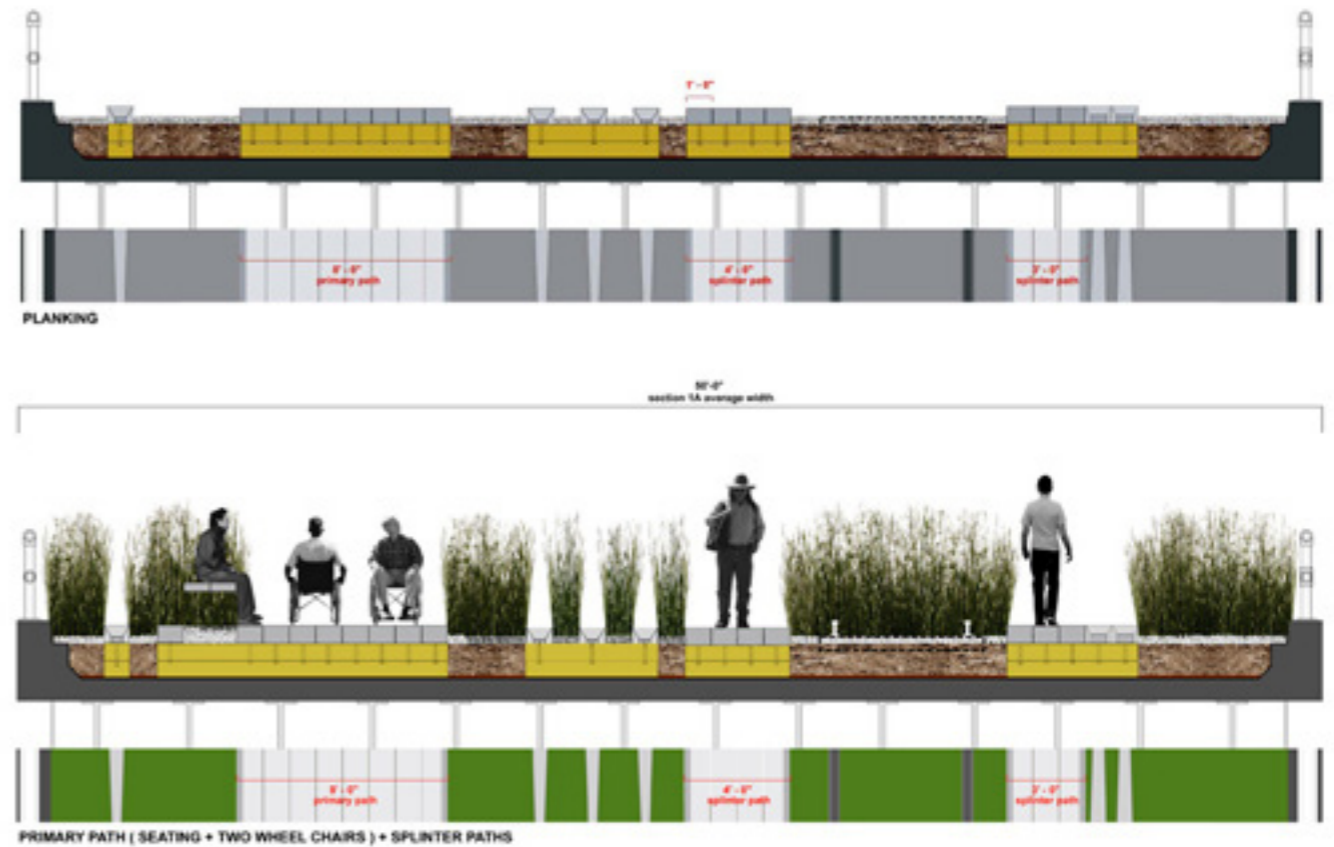 1' - 0"
8' - 0"
primary path
4' - 0"
splinter path
3' - 0"
splinter path
PLANKING
50'-0"
section 1A average width
8' - 0"
primary path
4' - 0"
splinter path
3' - 0"
splinter path
PRIMARY PATH ( SEATING + TWO WHEEL CHAIRS ) + SPLINTER PATHS